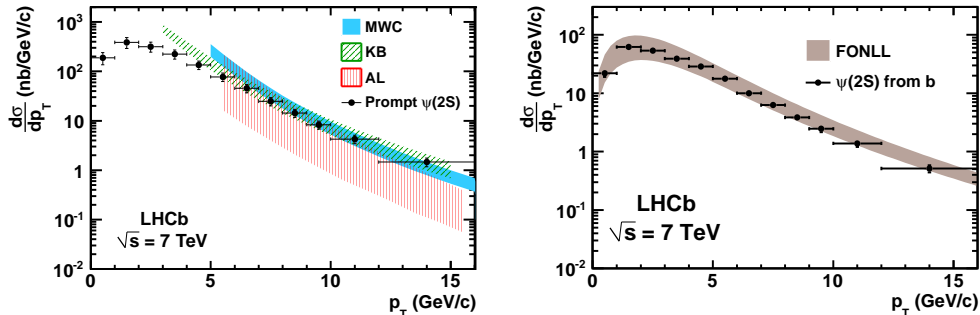 dσ/dp_T (nb/GeV/c)
10³
10²
10
1
10⁻¹
10⁻²
MWC
KB
AL
Prompt ψ(2S)
LHCb
√s = 7 TeV
0 5 10 15
p_T (GeV/c)
dσ/dp_T (nb/GeV/c)
10²
10
1
10⁻¹
10⁻²
FONLL
ψ(2S) from b
LHCb
√s = 7 TeV
0 5 10 15
p_T (GeV/c)